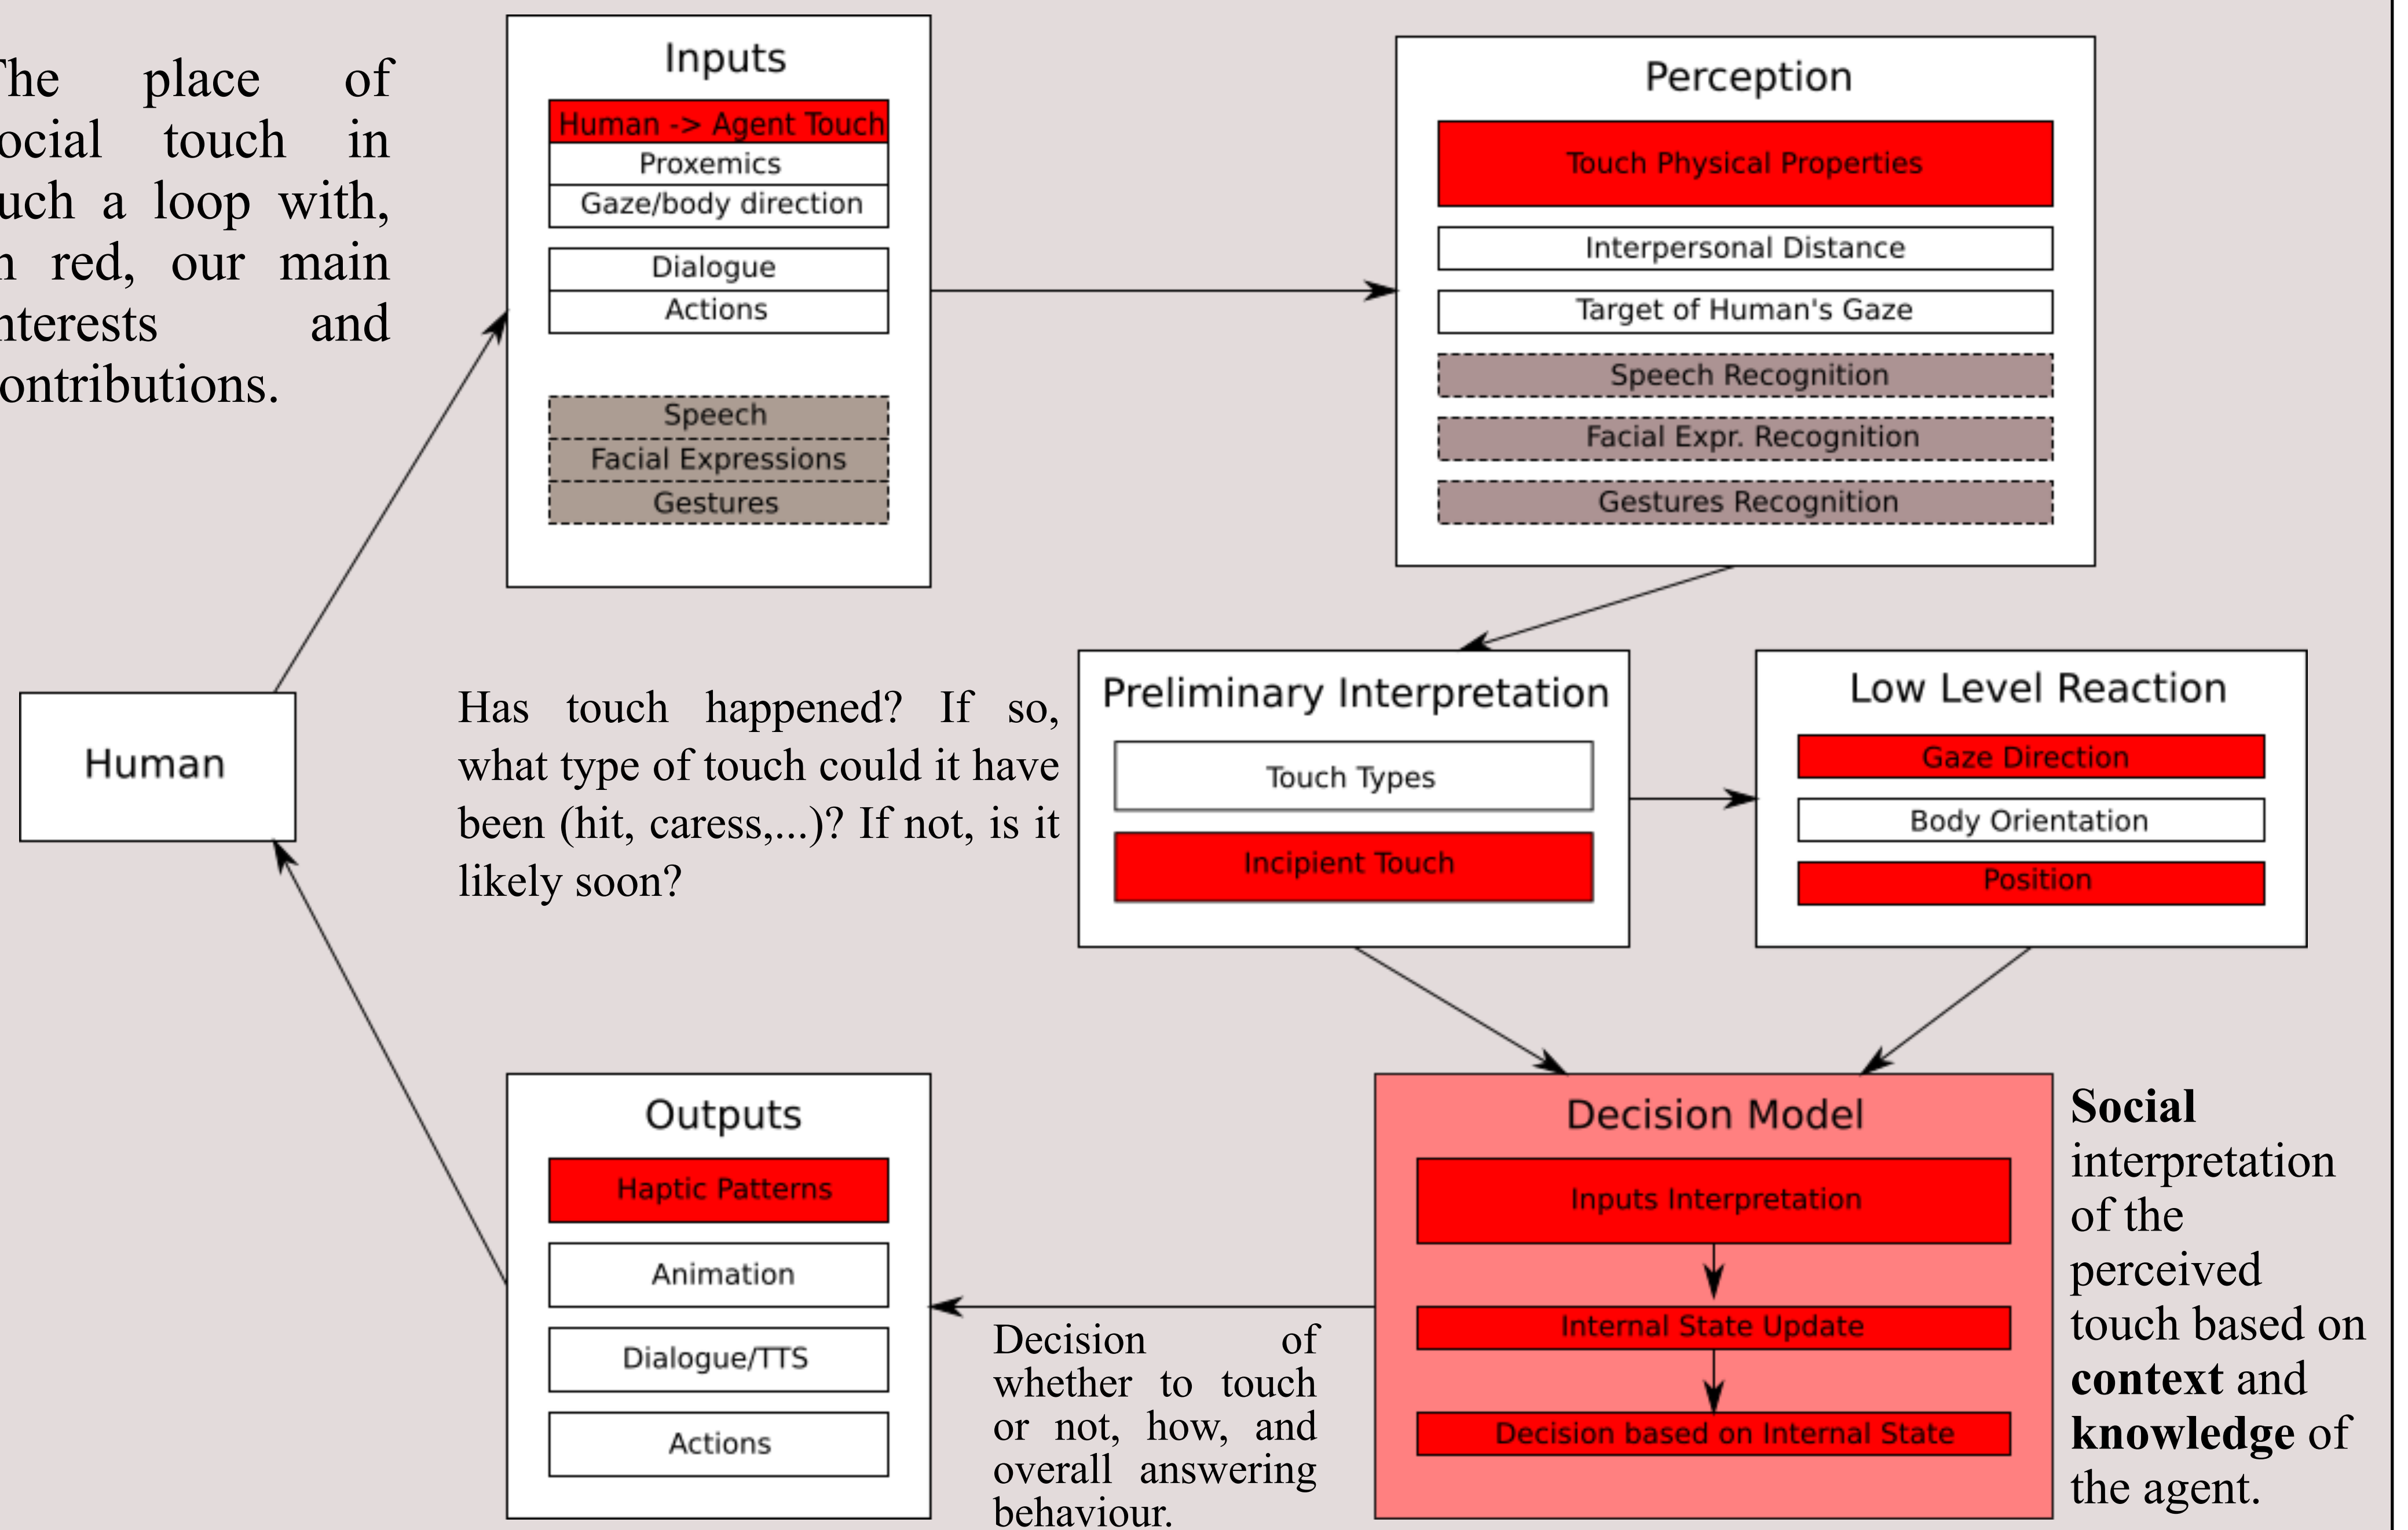 The place of
ocial touch in
uch a loop with,
n red, our main
nterests and
ontributions.
Inputs
Human -> Agent Touch
Proxemics
Gaze/body direction
Dialogue
Actions
Speech
Facial Expressions
Gestures
Perception
Touch Physical Properties
Interpersonal Distance
Target of Human's Gaze
Speech Recognition
Facial Expr. Recognition
Gestures Recognition
Human
Has touch happened? If so,
what type of touch could it have
been (hit, caress,...)? If not, is it
likely soon?
Preliminary Interpretation
Touch Types
Incipient Touch
Low Level Reaction
Gaze Direction
Body Orientation
Position
Outputs
Haptic Patterns
Animation
Dialogue/TTS
Actions
Decision of
whether to touch
or not, how, and
overall answering
behaviour.
Decision Model
Inputs Interpretation
Internal State Update
Decision based on Internal State
Social
interpretation
of the
perceived
touch based on
context and
knowledge of
the agent.